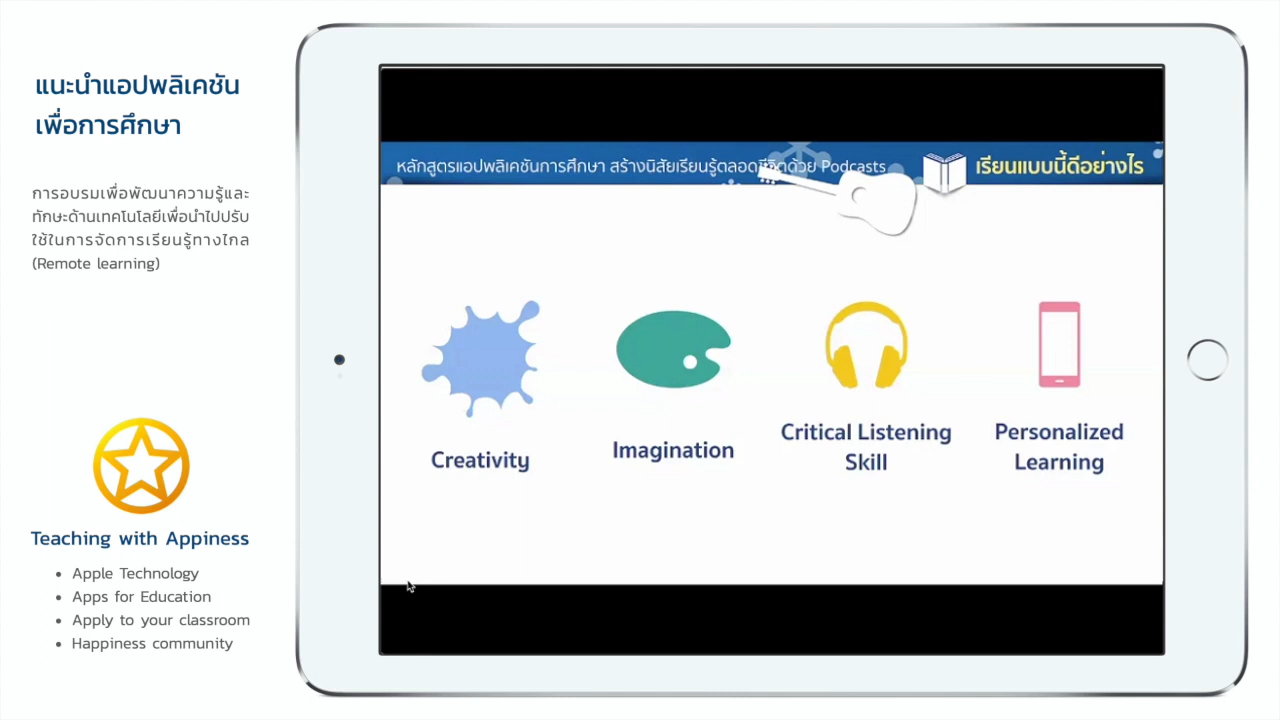 แนะนำแอปพลิเคชัน
เพื่อการศึกษา
การอบรมเพื่อพัฒนาความรู้และ
ทักษะด้านเทคโนโลยีเพื่อนำไปปรับ
ใช้ในการจัดการเรียนรู้ทางไกล
(Remote learning)
Teaching with Appiness
• Apple Technology
• Apps for Education
• Apply to your classroom
• Happiness community
หลักสูตรแอปพลิเคชันการศึกษา สร้างนิสัยเรียนรู้ตลอดชีวิตด้วย Podcasts
เรียนแบบนี้ดีอย่างไร
Creativity
Imagination
Critical Listening
Skill
Personalized
Learning